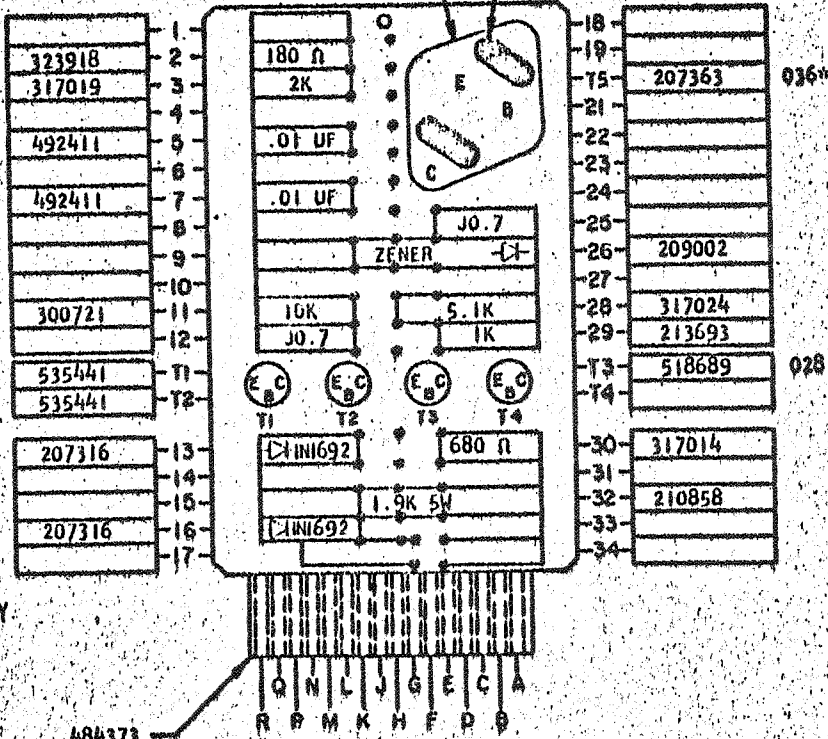 1 18
323918 2 180 Ω 19
317019 3 2K E T5 207363 036*
4 B 21
492411 5 .01 UF 22
6 C 23
492411 7 .01 UF 24
8 J0.7 25
9 ZENER 26 209002
10 27
300721 11 10K 5.1K 28 317024
12 J0.7 1K 29 213693
535441 T1 E B C E B C E B C E B C T3 518689 028
535441 T2 T1 T2 T3 T4 T4
207316 13 IN1692 680 Ω 30 317014
14 31
15 1.9K 5W 32 210858
207316 16 IN1692 33
17 34
Y
Q N L J G E C A
R P M K H F D B
484373